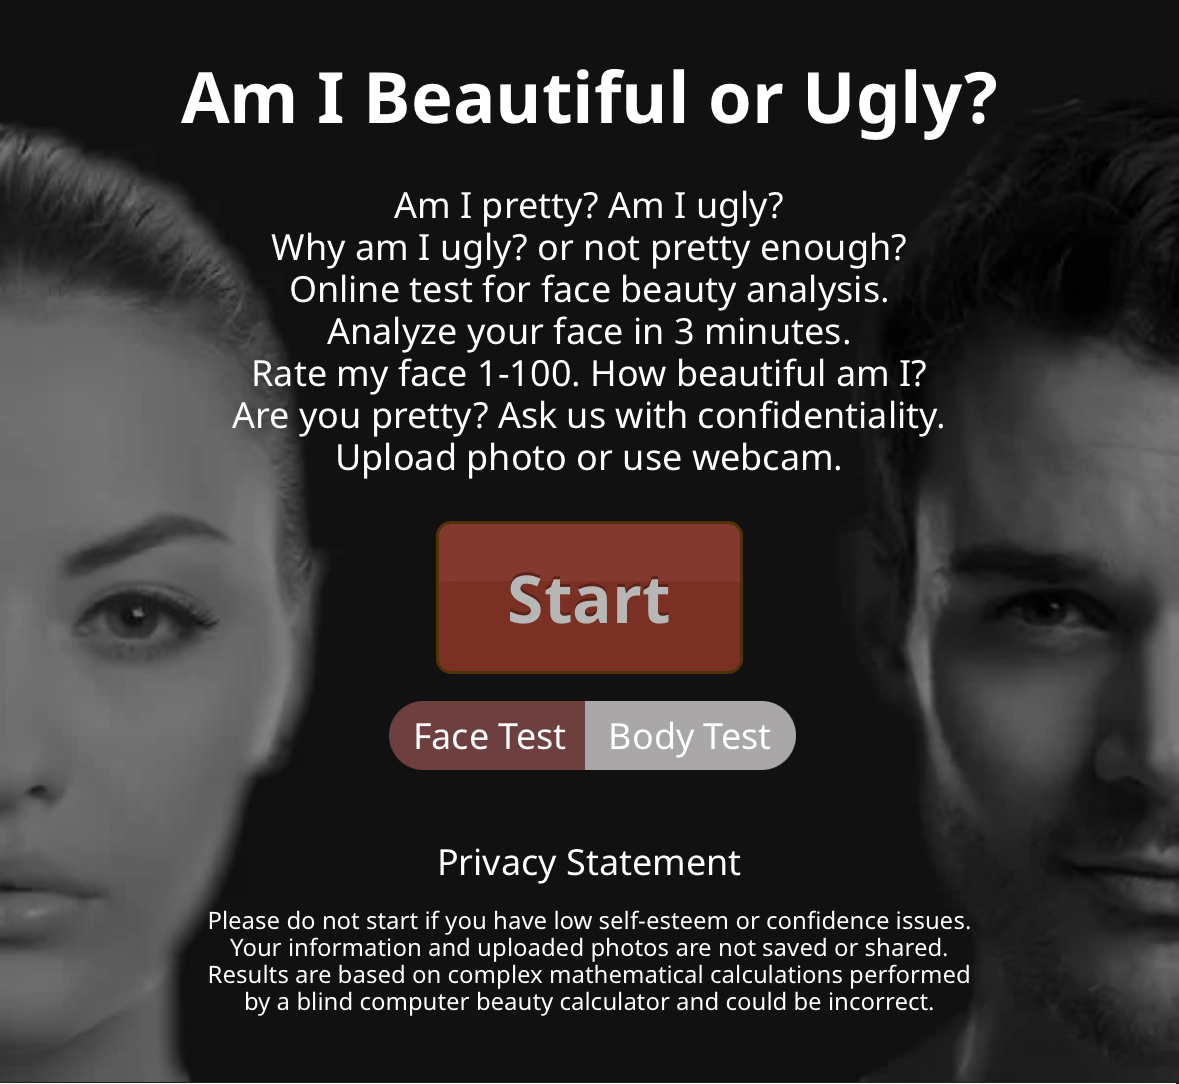 Am I Beautiful or Ugly?
Am I pretty? Am I ugly?
Why am I ugly? or not pretty enough?
Online test for face beauty analysis.
Analyze your face in 3 minutes.
Rate my face 1-100. How beautiful am I?
Are you pretty? Ask us with confidentiality.
Upload photo or use webcam.
Start
Face Test Body Test
Privacy Statement
Please do not start if you have low self-esteem or confidence issues.
Your information and uploaded photos are not saved or shared.
Results are based on complex mathematical calculations performed
by a blind computer beauty calculator and could be incorrect.